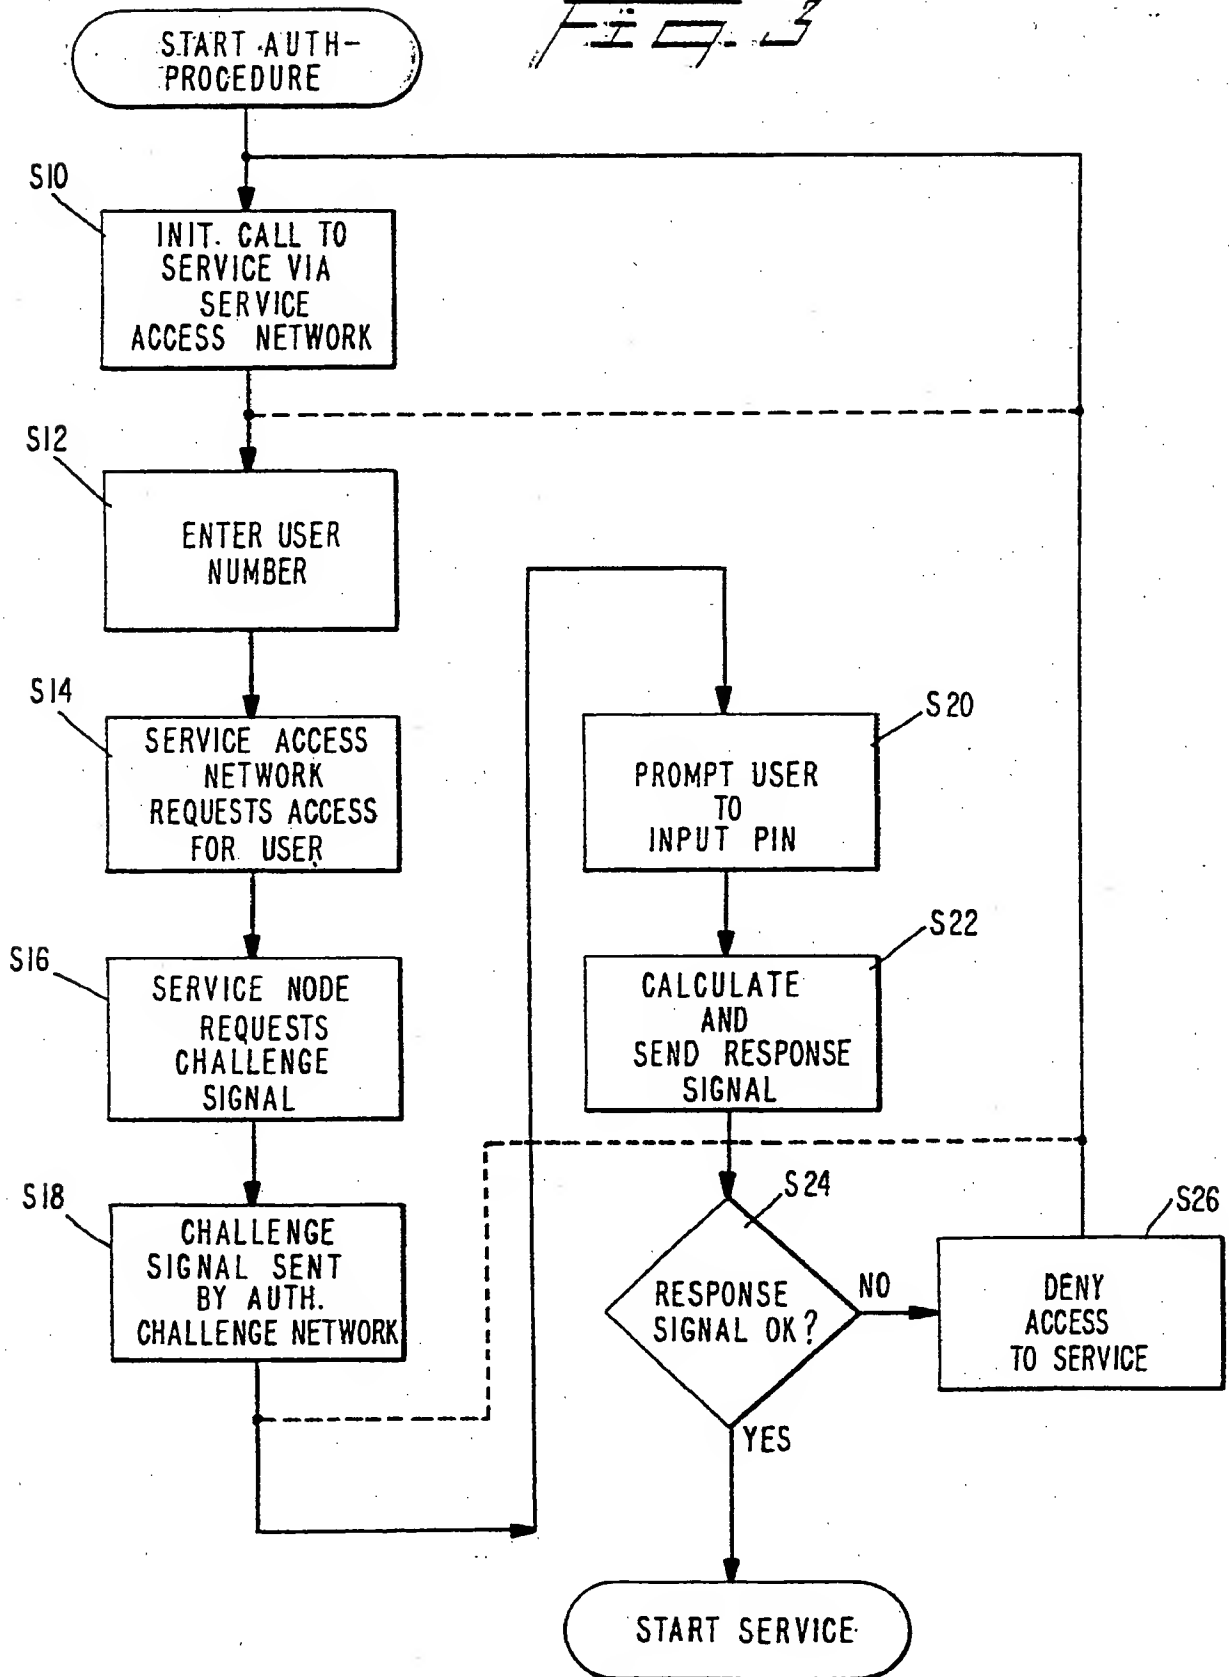 Fig. 3
START AUTH-
PROCEDURE
S10
INIT. CALL TO
SERVICE VIA
SERVICE
ACCESS NETWORK
S12
ENTER USER
NUMBER
S14
SERVICE ACCESS
NETWORK
REQUESTS ACCESS
FOR USER
S16
SERVICE NODE
REQUESTS
CHALLENGE
SIGNAL
S18
CHALLENGE
SIGNAL SENT
BY AUTH.
CHALLENGE NETWORK
S20
PROMPT USER
TO
INPUT PIN
S22
CALCULATE
AND
SEND RESPONSE
SIGNAL
S24
RESPONSE
SIGNAL OK?
NO
YES
S26
DENY
ACCESS
TO SERVICE
START SERVICE